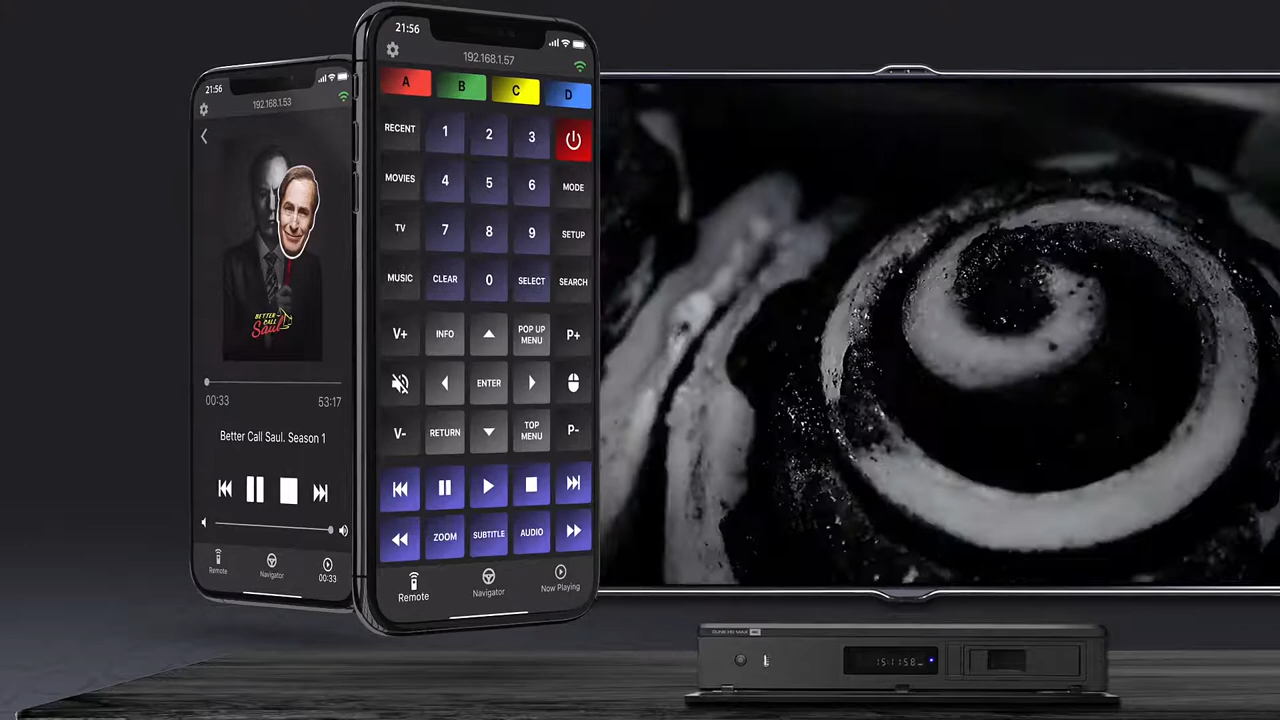 21:56
192.168.1.53
BETTER
CALL
Saul
00:33
53:17
Better Call Saul. Season 1
Remote
Navigator
00:33
21:56
192.168.1.57
A B C D
RECENT 1 2 3
MOVIES 4 5 6 MODE
TV 7 8 9 SETUP
MUSIC CLEAR 0 SELECT SEARCH
V+ INFO POP UP MENU P+
ENTER
V- RETURN TOP MENU P-
ZOOM SUBTITLE AUDIO
Remote
Navigator
Now Playing